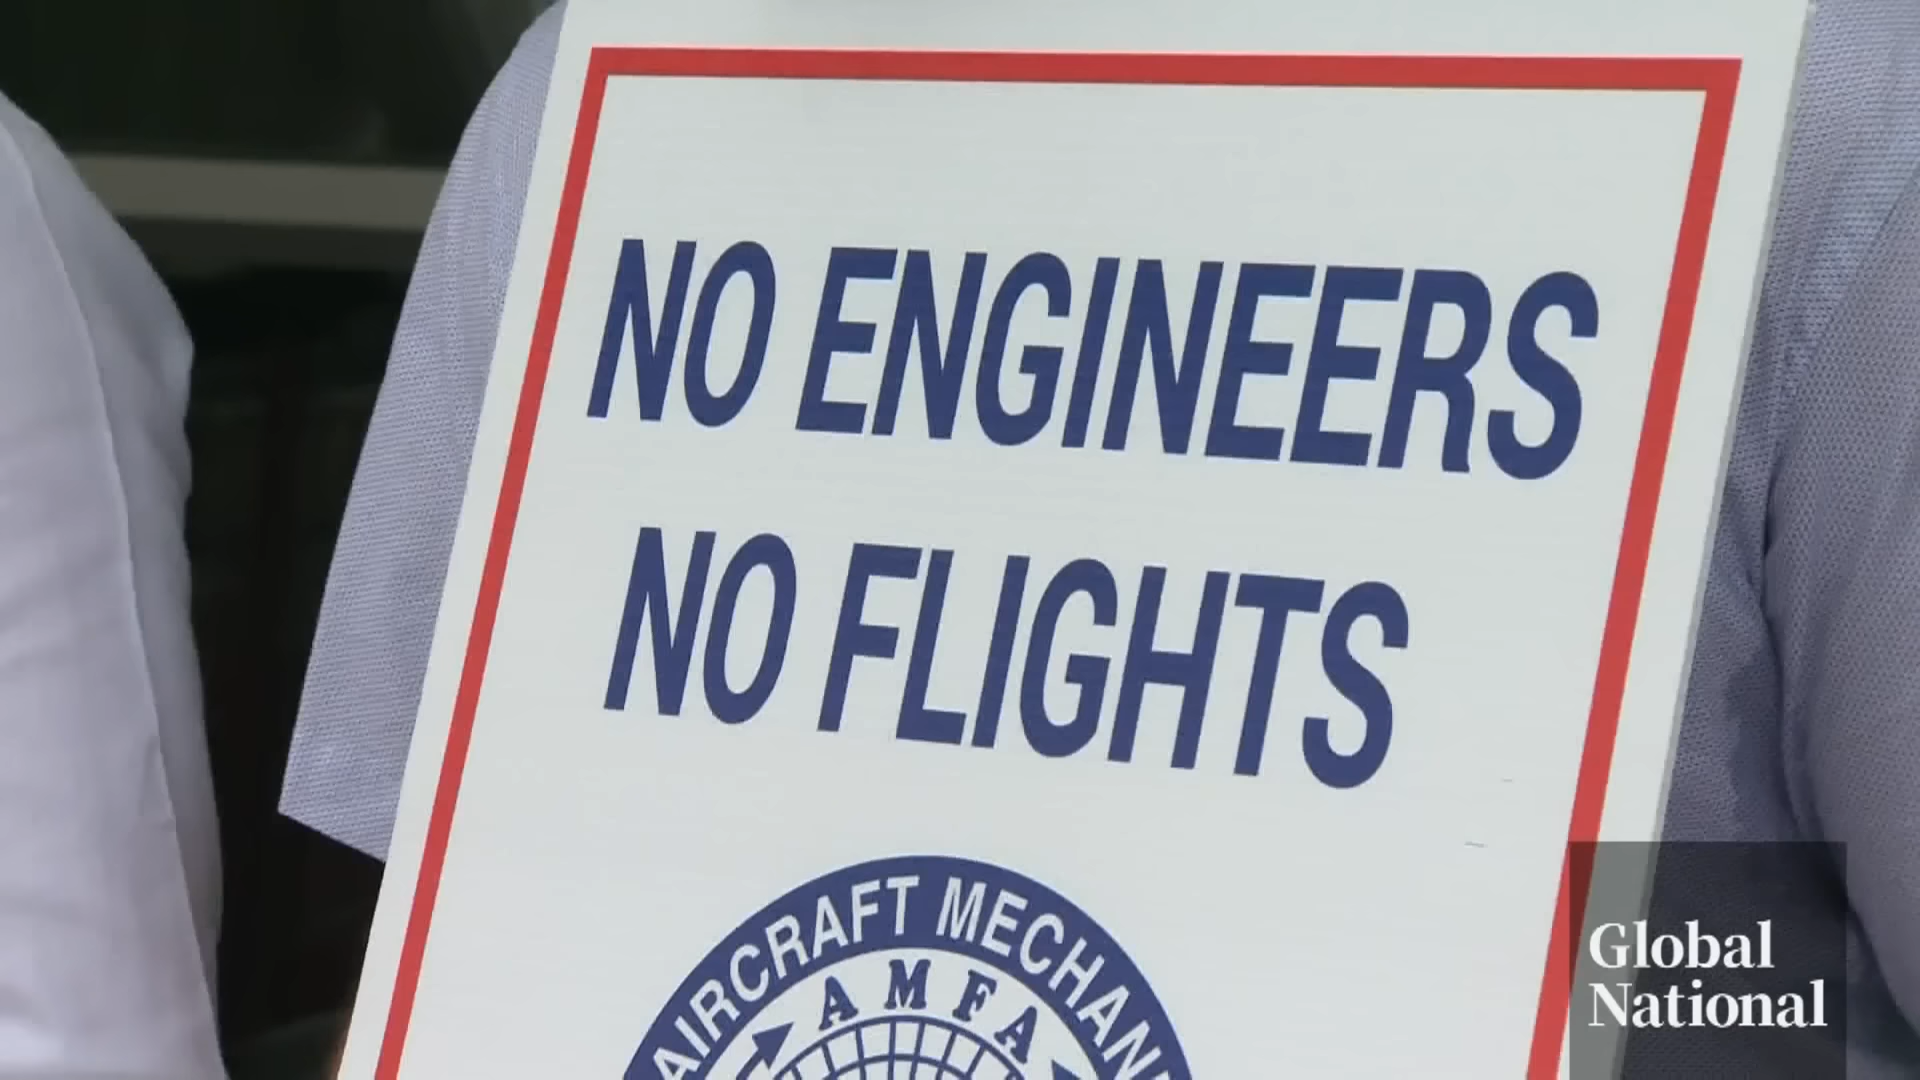 NO ENGINEERS
NO FLIGHTS
AIRCRAFT MECHAN
AMFA
Global
National